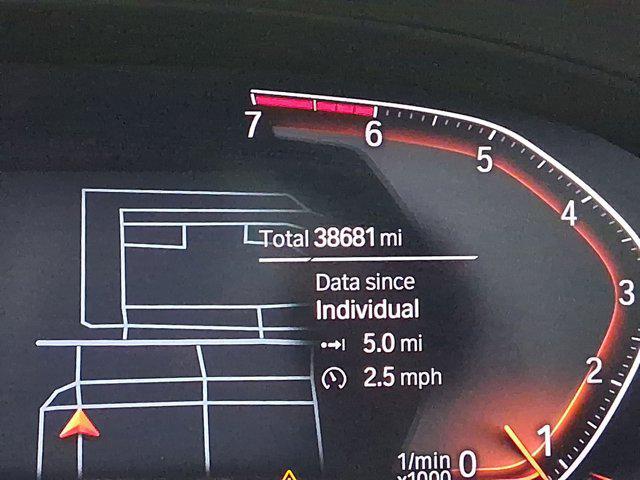 7
6
5
4
3
2
1
Total 38681 mi
Data since
Individual
5.0 mi
2.5 mph
1/min 0
x1000